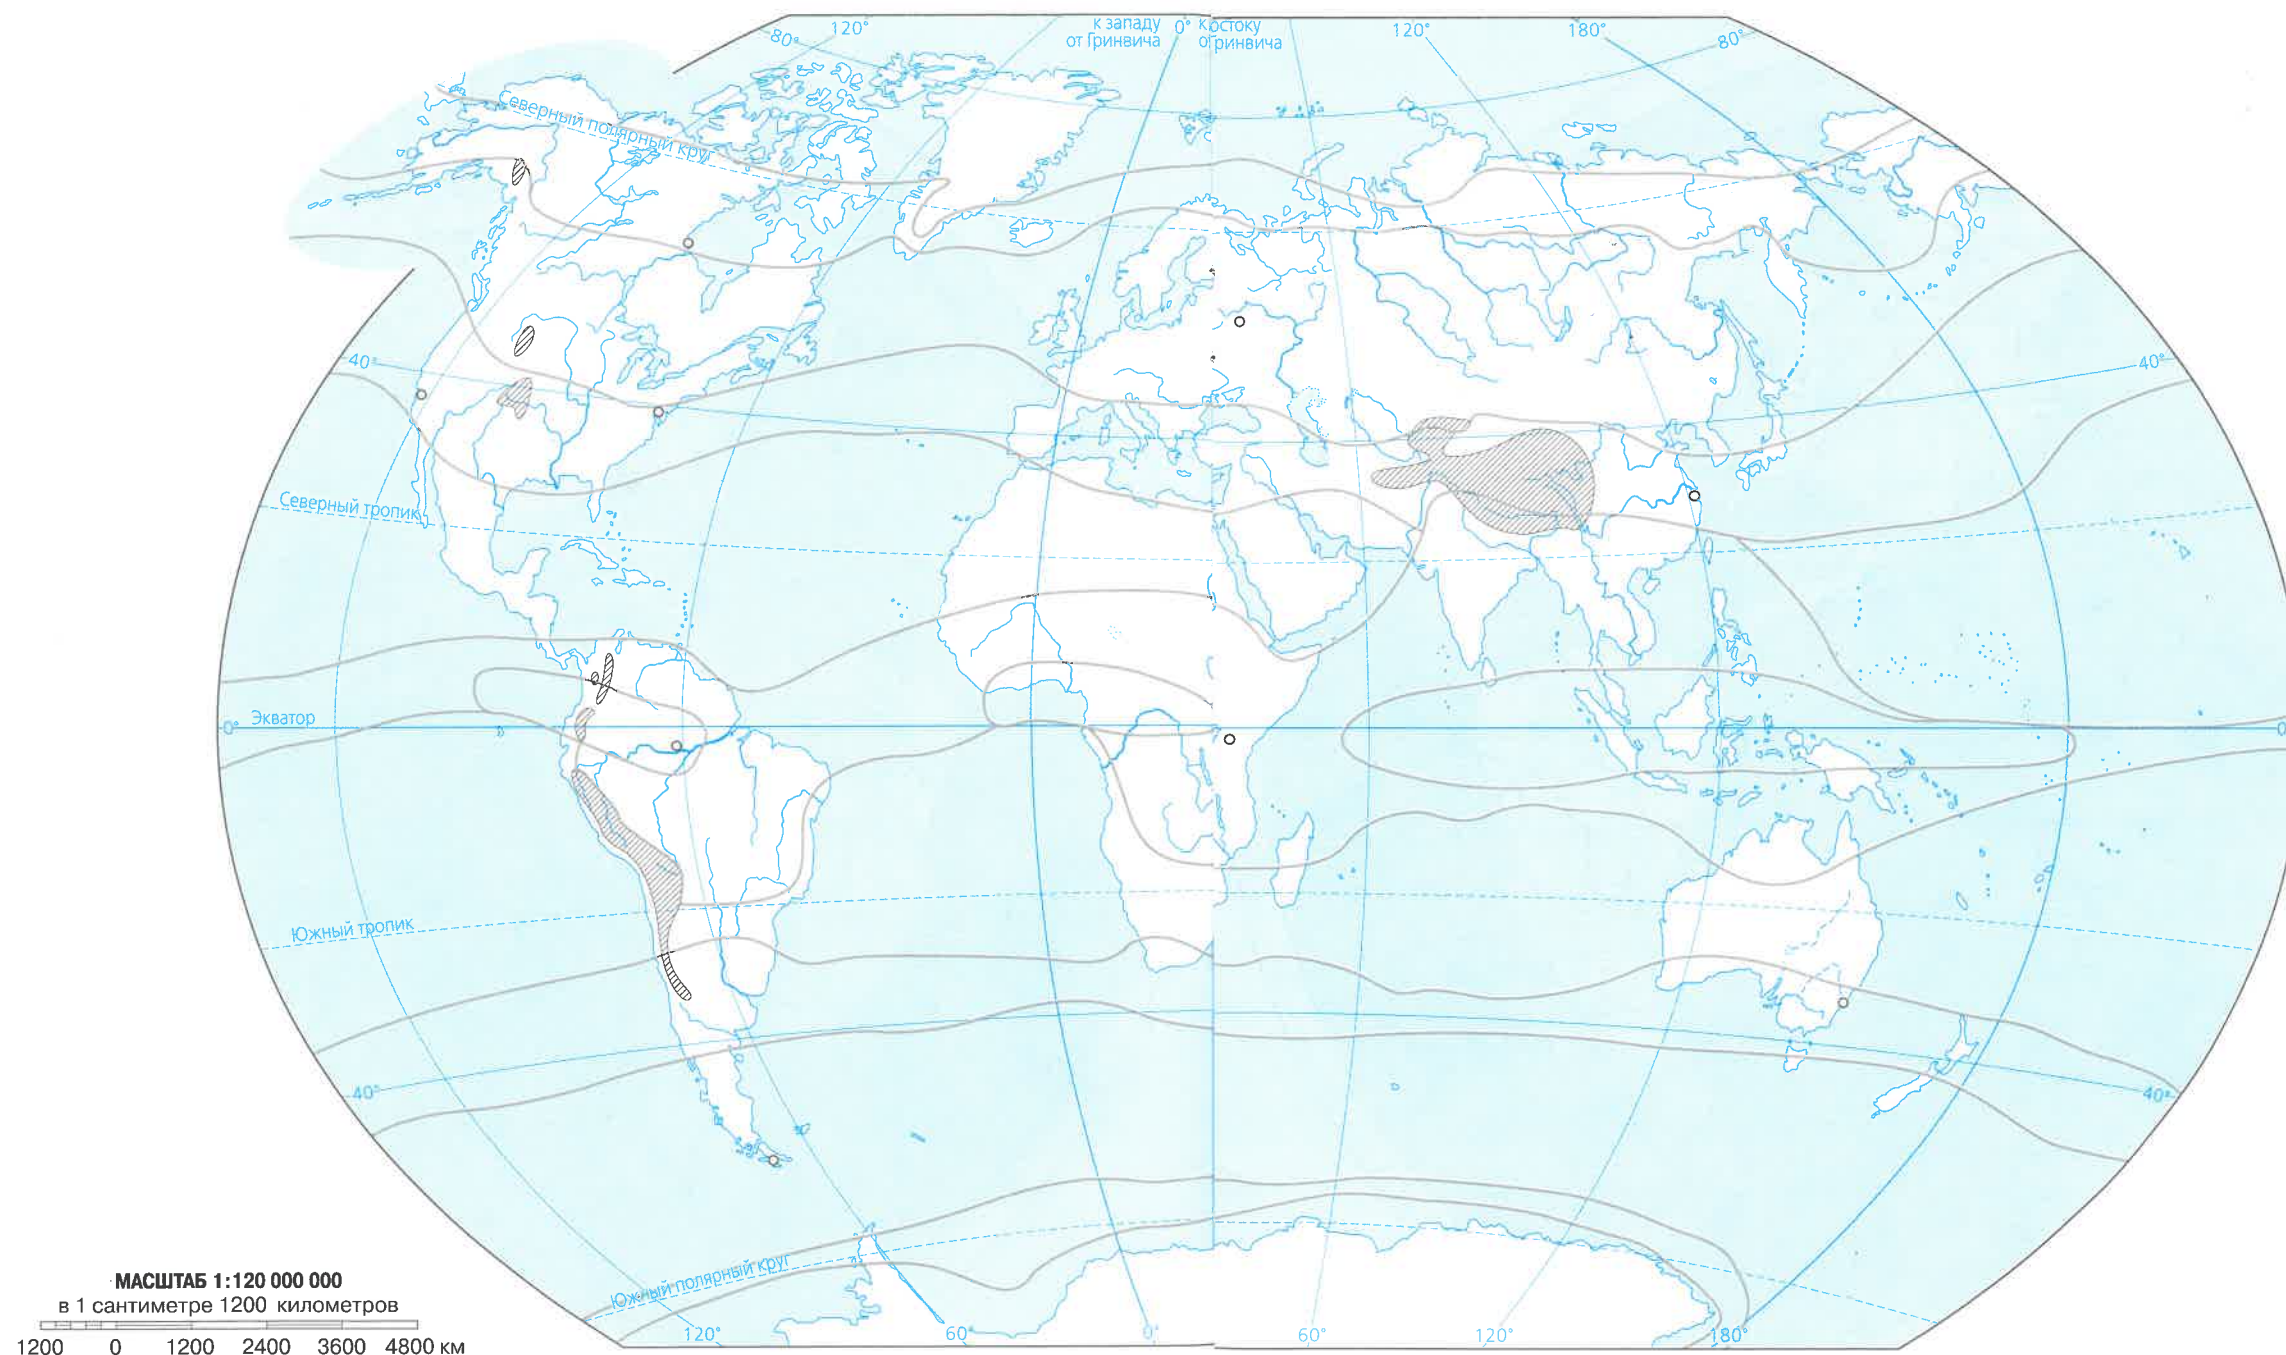 120°
к западу
от Гринвича
0°
к востоку
от Гринвича
120°
180°
80°
80°
Северный полярный круг
40°
40°
Северный тропик
Экватор
0°
0°
Южный тропик
40°
40°
Южный полярный круг
МАСШТАБ 1:120 000 000
в 1 сантиметре 1200 километров
1200 0 1200 2400 3600 4800 км
120°
60°
0°
60°
120°
180°